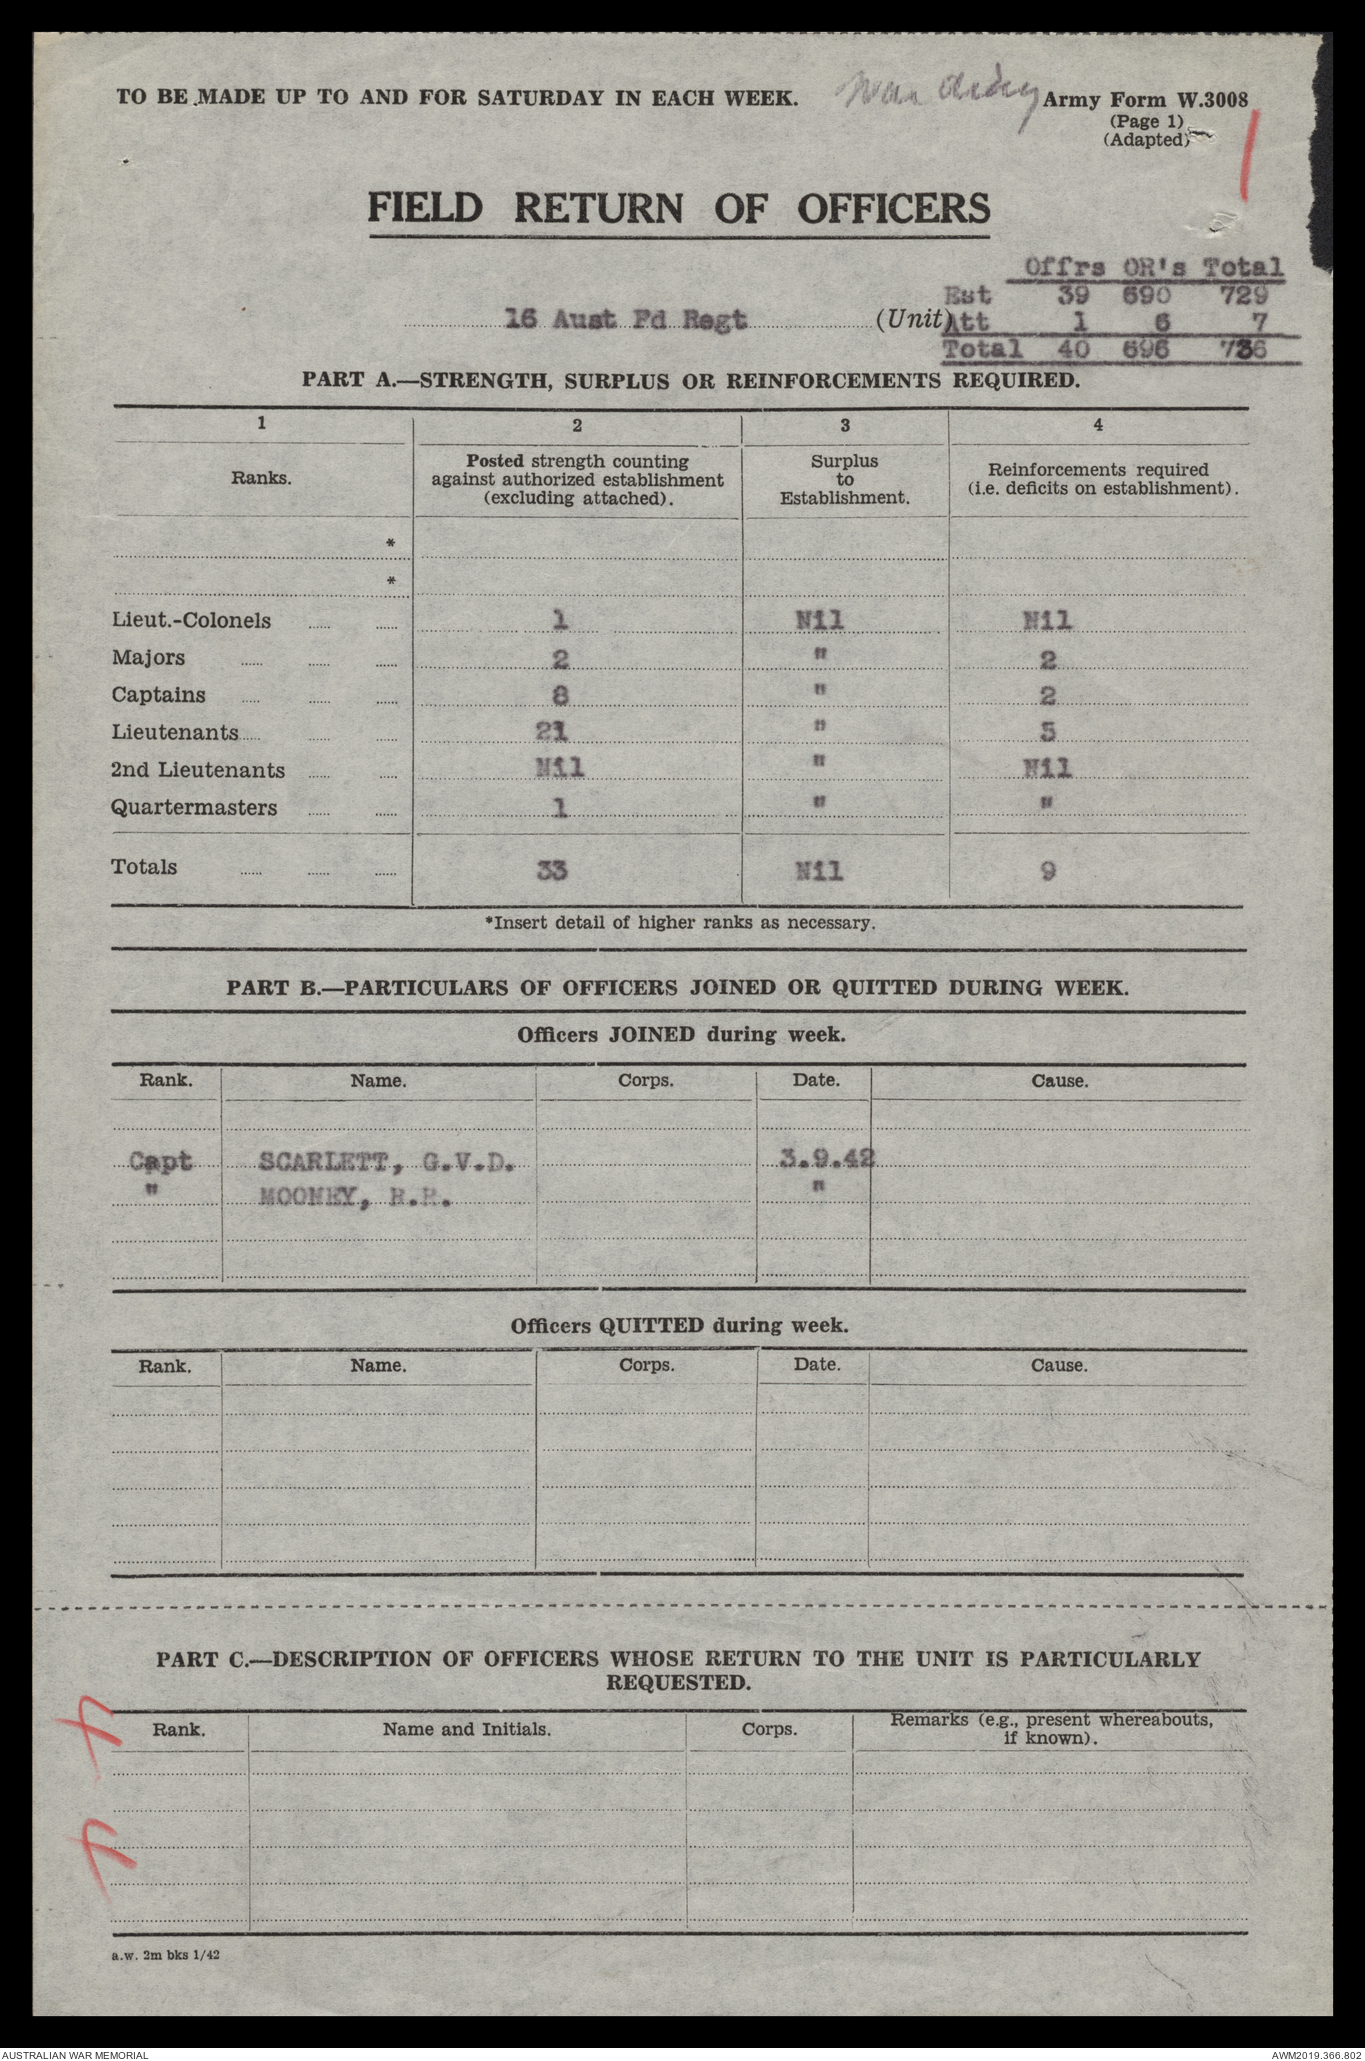 TO BE MADE UP TO AND FOR SATURDAY IN EACH WEEK.
War diary
Army Form W.3008
(Page 1)
(Adapted)
1
FIELD RETURN OF OFFICERS
Offrs OR's Total
Est 39 690 729
16 Aust Fd Regt (Unit) Att 1 6 7
Total 40 696 736
PART A.—STRENGTH, SURPLUS OR REINFORCEMENTS REQUIRED.
1 2 3 4
Ranks. Posted strength counting against authorized establishment (excluding attached). Surplus to Establishment. Reinforcements required (i.e. deficits on establishment).
*
*
Lieut.-Colonels 1 Nil Nil
Majors 2 " 2
Captains 8 " 2
Lieutenants 21 " 5
2nd Lieutenants Nil " Nil
Quartermasters 1 " "
Totals 33 Nil 9
*Insert detail of higher ranks as necessary.
PART B.—PARTICULARS OF OFFICERS JOINED OR QUITTED DURING WEEK.
Officers JOINED during week.
Rank. Name. Corps. Date. Cause.
Capt SCARLETT, G.V.D. 3.9.42
" MOONEY, R.R. "
Officers QUITTED during week.
Rank. Name. Corps. Date. Cause.
PART C.—DESCRIPTION OF OFFICERS WHOSE RETURN TO THE UNIT IS PARTICULARLY
REQUESTED.
Rank. Name and Initials. Corps. Remarks (e.g., present whereabouts, if known).
4
4
a.w. 2m bks 1/42
AUSTRALIAN WAR MEMORIAL
AWM2019.366.802